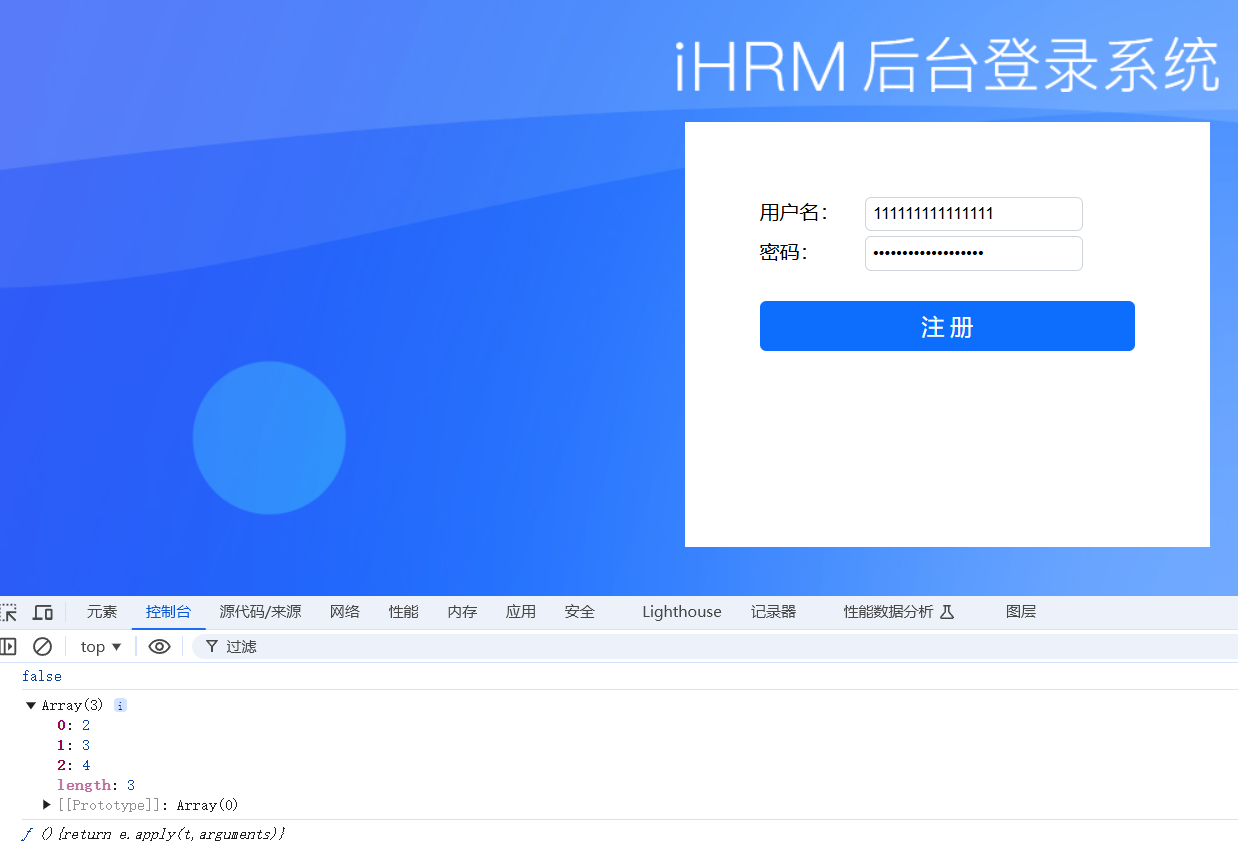 iHRM 后台登录系统
用户名： 111111111111111
密码： •••••••••••••••••••
注 册
元素 控制台 源代码/来源 网络 性能 内存 应用 安全 Lighthouse 记录器 性能数据分析 图层
top ▼ 过滤
false
▼ Array(3) i
0: 2
1: 3
2: 4
length: 3
▶ [[Prototype]]: Array(0)
ƒ (){return e.apply(t,arguments)}